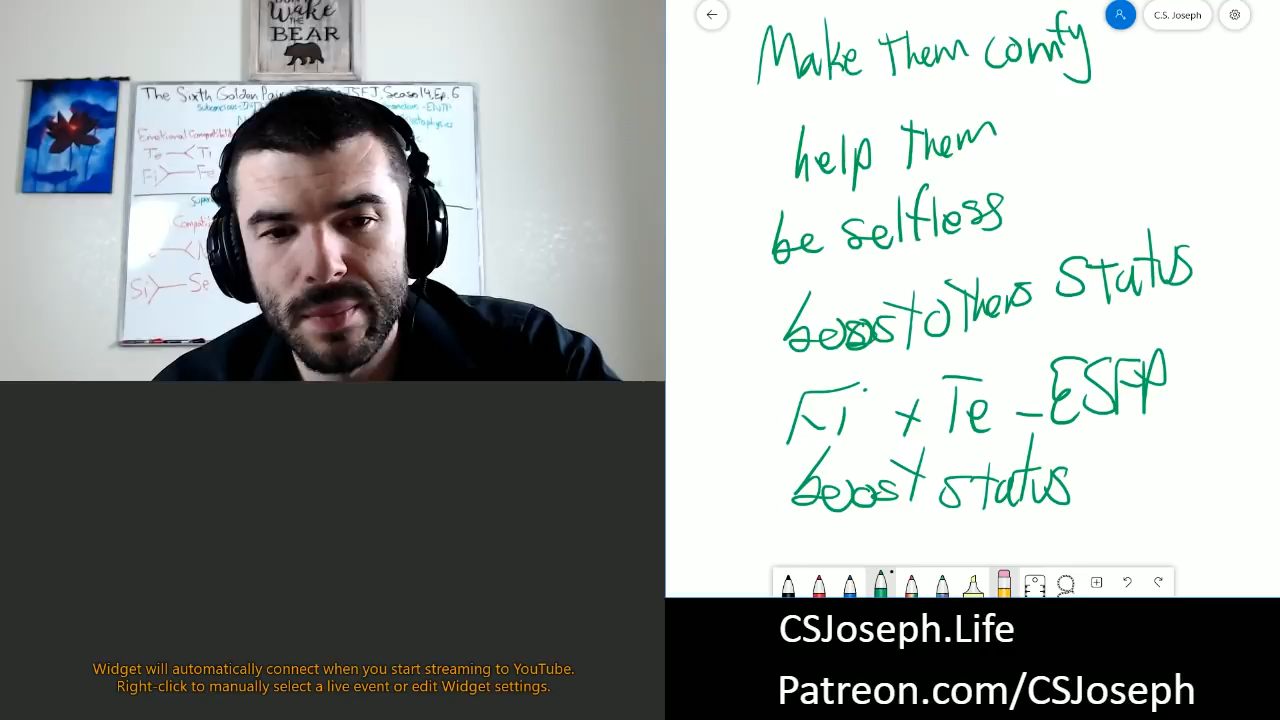 Wake
THE
BEAR
The Sixth Golden Pair ISFJ, Season 14, Ep. 6
Emotional Compatibil
Te Ti
Fi Fe
Si Se
C.S. Joseph
Make Them comfy
help Them
be selfless
boost others status
Fi + Te - ESFP
boost status
Widget will automatically connect when you start streaming to YouTube.
Right-click to manually select a live event or edit Widget settings.
CSJoseph.Life
Patreon.com/CSJoseph